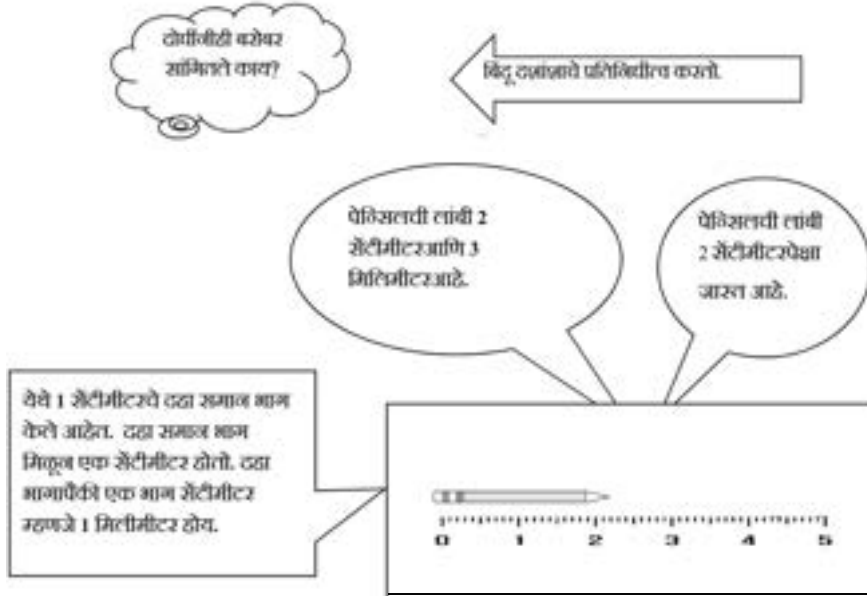 दोघींनीही बरोबर
सांगितले काय?
बिंदू दशांशाचे प्रतिनिधीत्व करतो.
पेन्सिलची लांबी 2
सेंटीमीटरआणि 3
मिलिमीटरआहे.
पेन्सिलची लांबी
2 सेंटीमीटरपेक्षा
जास्त आहे.
येथे 1 सेंटीमीटरचे दहा समान भाग
केले आहेत. दहा समान भाग
मिळून एक सेंटीमीटर होतो. दहा
भागापैकी एक भाग सेंटीमीटर
म्हणजे 1 मिलीमीटर होय.
0 1 2 3 4 5